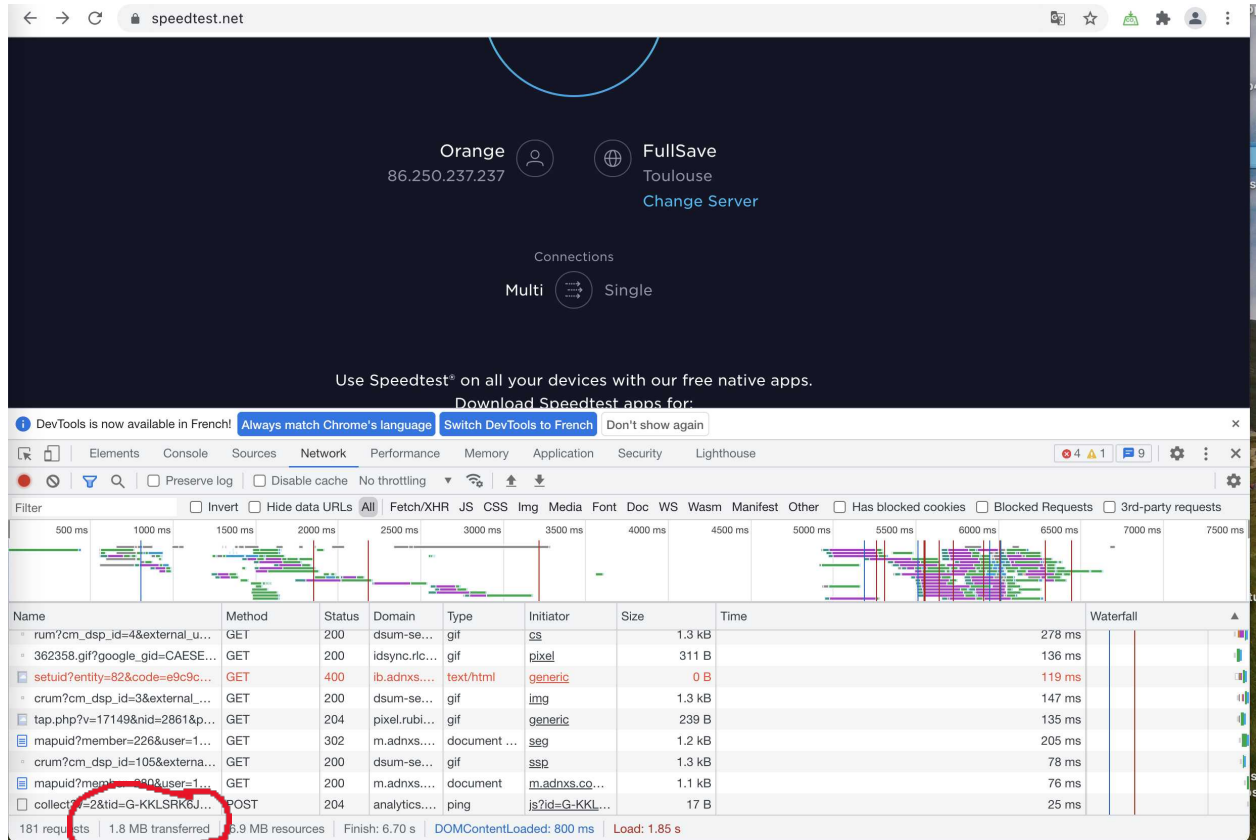 speedtest.net
Orange
86.250.237.237
FullSave
Toulouse
Change Server
Connections
Multi Single
Use Speedtest® on all your devices with our free native apps.
Download Speedtest apps for:
DevTools is now available in French! Always match Chrome's language Switch DevTools to French Don't show again
Elements Console Sources Network Performance Memory Application Security Lighthouse 4 1 9
Preserve log Disable cache No throttling
Filter Invert Hide data URLs All Fetch/XHR JS CSS Img Media Font Doc WS Wasm Manifest Other Has blocked cookies Blocked Requests 3rd-party requests
500 ms 1000 ms 1500 ms 2000 ms 2500 ms 3000 ms 3500 ms 4000 ms 4500 ms 5000 ms 5500 ms 6000 ms 6500 ms 7000 ms 7500 ms
Name Method Status Domain Type Initiator Size Time Waterfall
rum?cm_dsp_id=4&external_u... GET 200 dsum-se... gif cs 1.3 kB 278 ms
362358.gif?google_gid=CAESE... GET 200 idsync.rlc... gif pixel 311 B 136 ms
setuid?entity=82&code=e9c9c... GET 400 ib.adnxs.... text/html generic 0 B 119 ms
crum?cm_dsp_id=3&external_... GET 200 dsum-se... gif img 1.3 kB 147 ms
tap.php?v=17149&nid=2861&p... GET 204 pixel.rubi... gif generic 239 B 135 ms
mapuid?member=226&user=1... GET 302 m.adnxs.... document ... seg 1.2 kB 205 ms
crum?cm_dsp_id=105&externa... GET 200 dsum-se... gif ssp 1.3 kB 78 ms
GET 200 m.adnxs.... document m.adnxs.co... 1.1 kB 76 ms
POST 204 analytics.... ping js?id=G-KKL... 17 B 25 ms
181 requests 1.8 MB transferred 6.9 MB resources Finish: 6.70 s DOMContentLoaded: 800 ms Load: 1.85 s